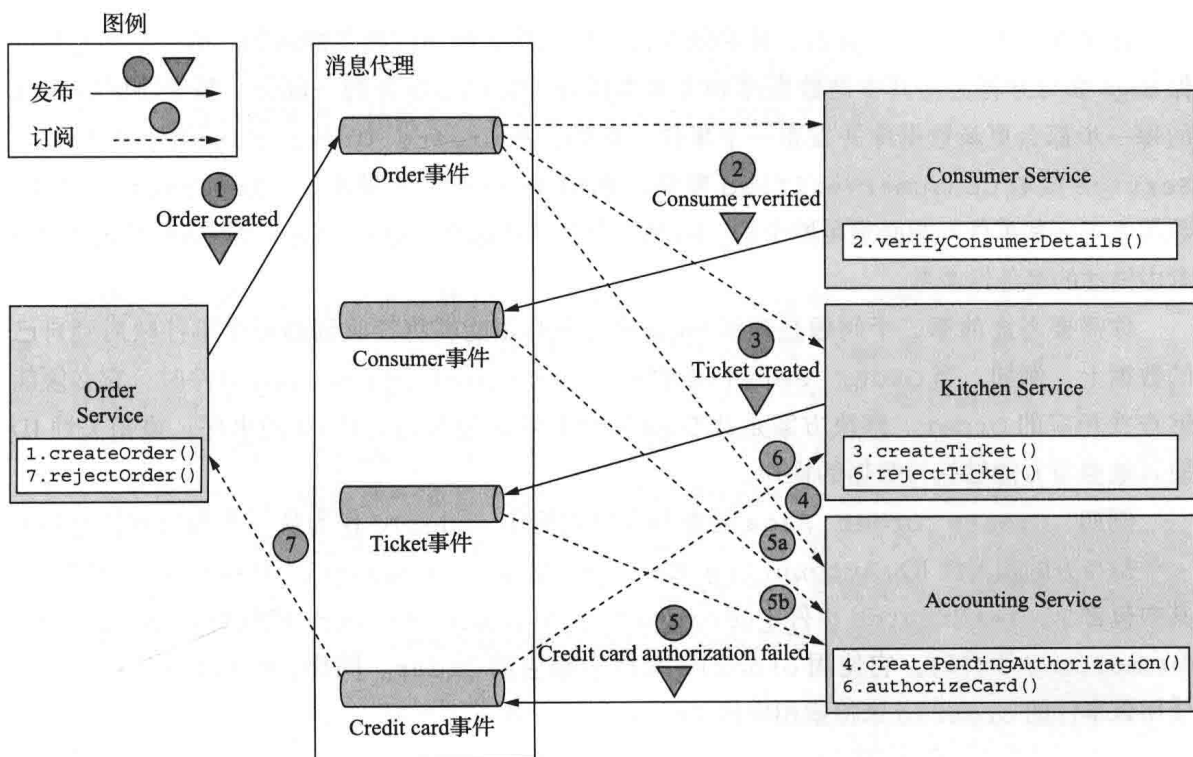 图例
发布
订阅
消息代理
Order事件
1
Order created
2
Consume rverified
Consumer Service
2.verifyConsumerDetails()
Consumer事件
3
Ticket created
Kitchen Service
3.createTicket()
6.rejectTicket()
Order
Service
1.createOrder()
7.rejectOrder()
6
4
Ticket事件
7
5a
5b
Accounting Service
5
Credit card authorization failed
4.createPendingAuthorization()
6.authorizeCard()
Credit card事件